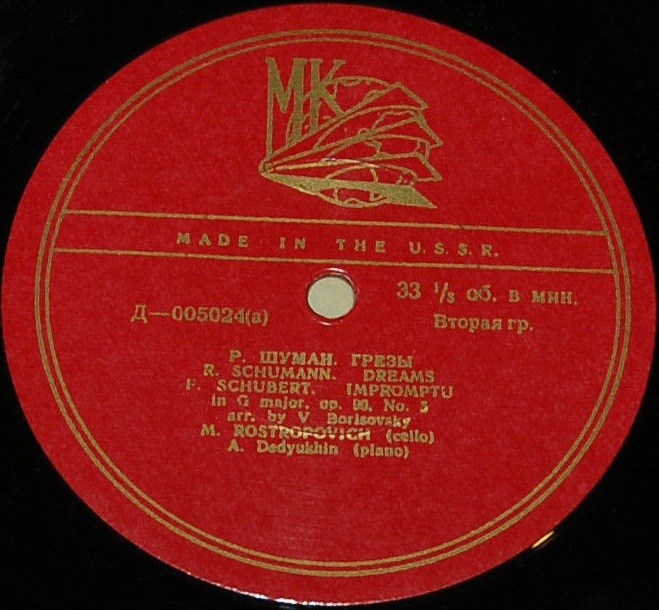 МК
MADE IN THE U.S.S.R.
Д—005024(а)
33 ⅓ об. в мин.
Вторая гр.
Р. ШУМАН. ГРЕЗЫ
R. SCHUMANN. DREAMS
F. SCHUBERT. IMPROMPTU
in G major, op. 90, No. 3
arr. by V Borisovsky
M. ROSTROPOVICH (cello)
A. Dedyukhin (piano)